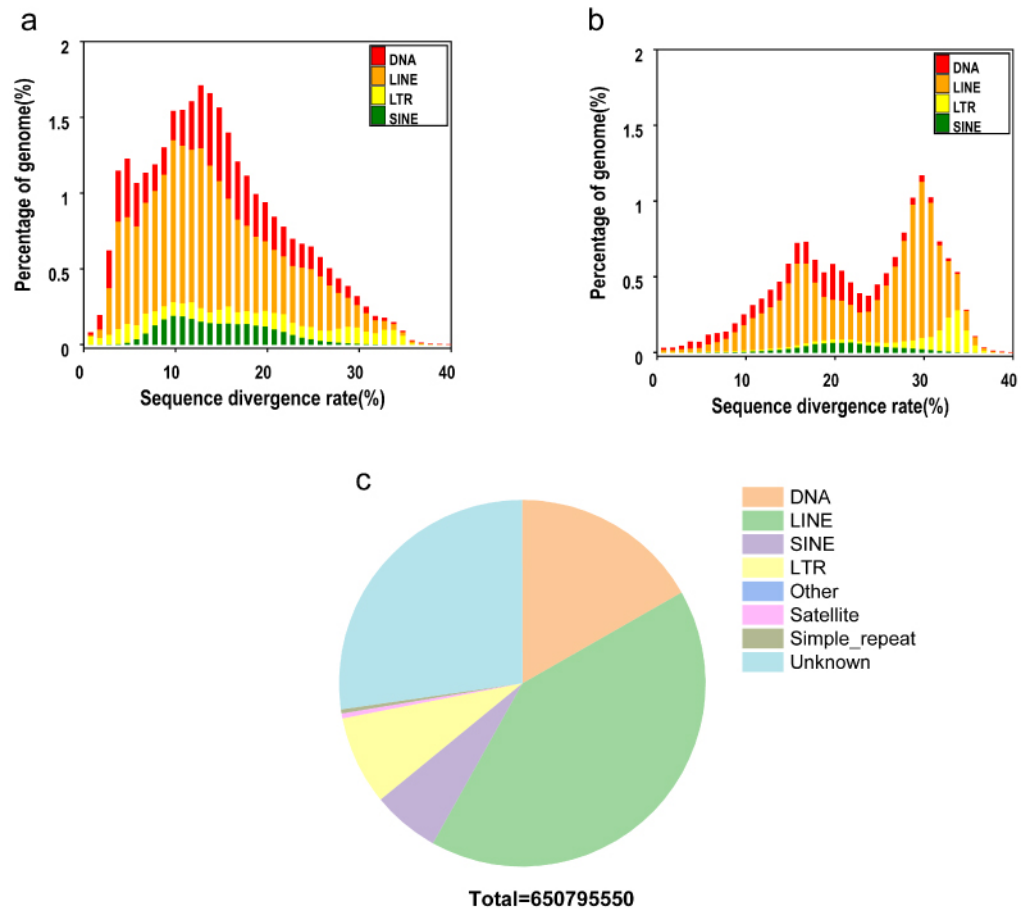 a
2
1.5
1
0.5
0
Percentage of genome(%)
DNA
LINE
LTR
SINE
0 10 20 30 40
Sequence divergence rate(%)
b
2
1.5
1
0.5
0
Percentage of genome(%)
DNA
LINE
LTR
SINE
0 10 20 30 40
Sequence divergence rate(%)
c
DNA
LINE
SINE
LTR
Other
Satellite
Simple_repeat
Unknown
Total=650795550